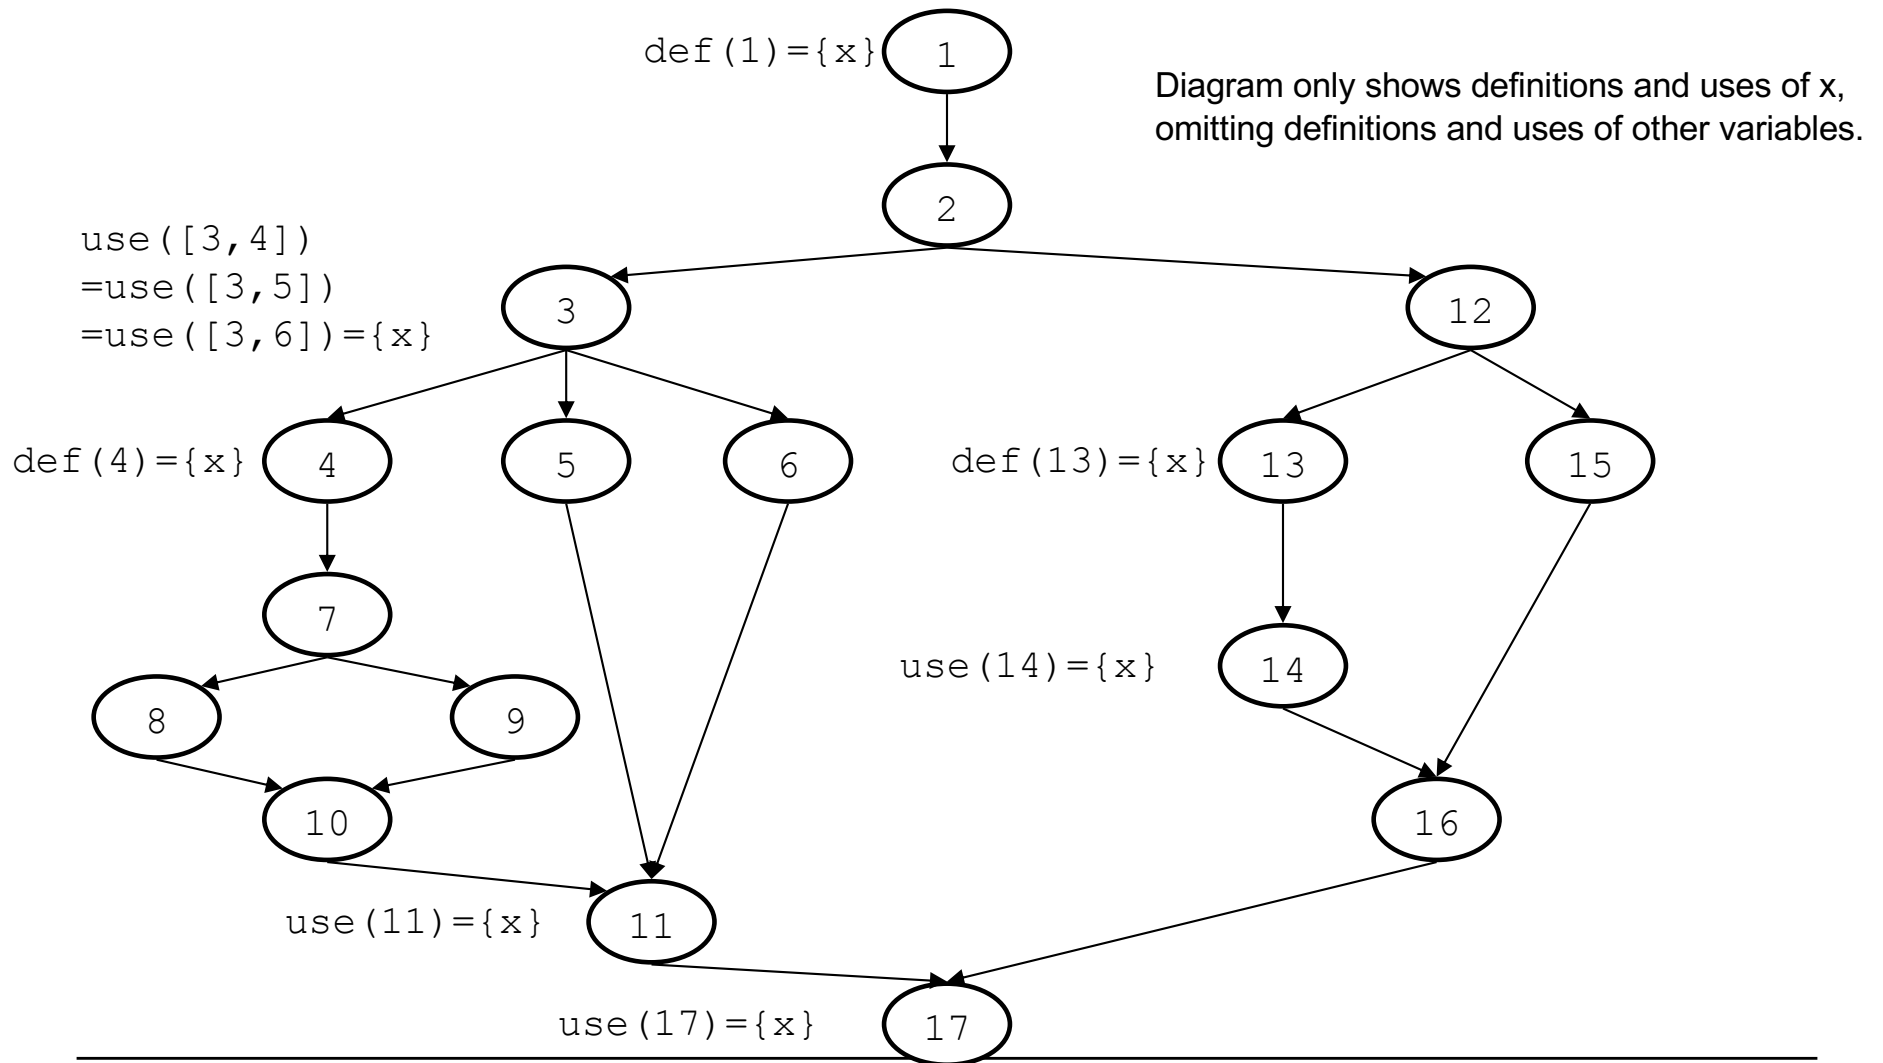 def(1)={x}
1
Diagram only shows definitions and uses of x,
omitting definitions and uses of other variables.
2
use([3,4])
=use([3,5])
=use([3,6])={x}
3
12
def(4)={x}
4
5
6
def(13)={x}
13
15
7
use(14)={x}
14
8
9
10
16
use(11)={x}
11
use(17)={x}
17